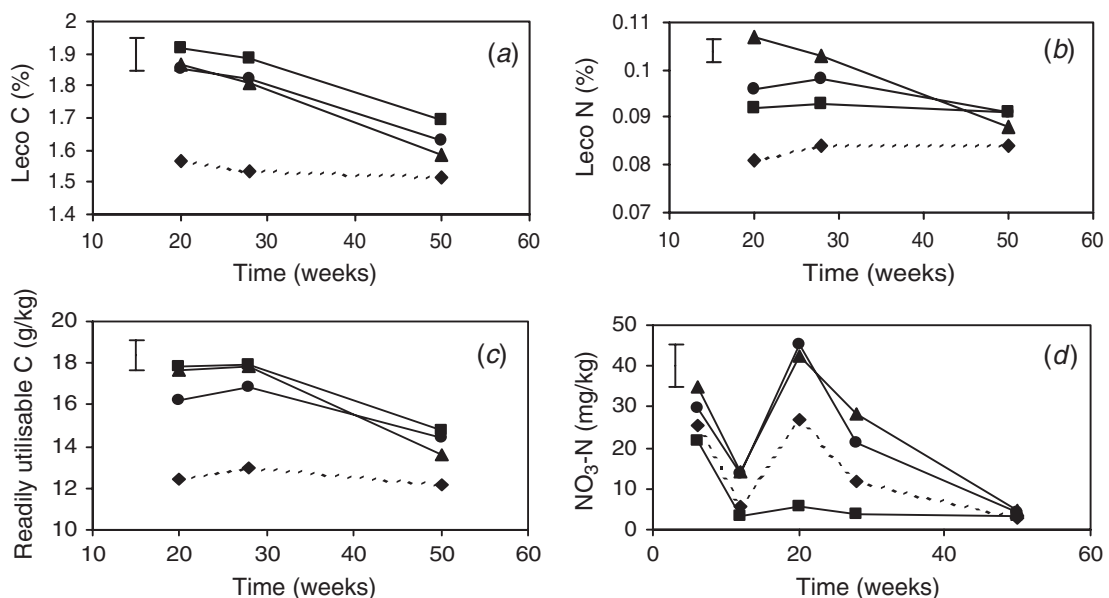 2
1.9
1.8
1.7
1.6
1.5
1.4
Leco C (%)
(a)
10 20 30 40 50 60
Time (weeks)
0.11
0.1
0.09
0.08
0.07
Leco N (%)
(b)
10 20 30 40 50 60
Time (weeks)
20
18
16
14
12
10
Readily utilisable C (g/kg)
(c)
10 20 30 40 50 60
Time (weeks)
50
40
30
20
10
0
NO3-N (mg/kg)
(d)
0 20 40 60
Time (weeks)